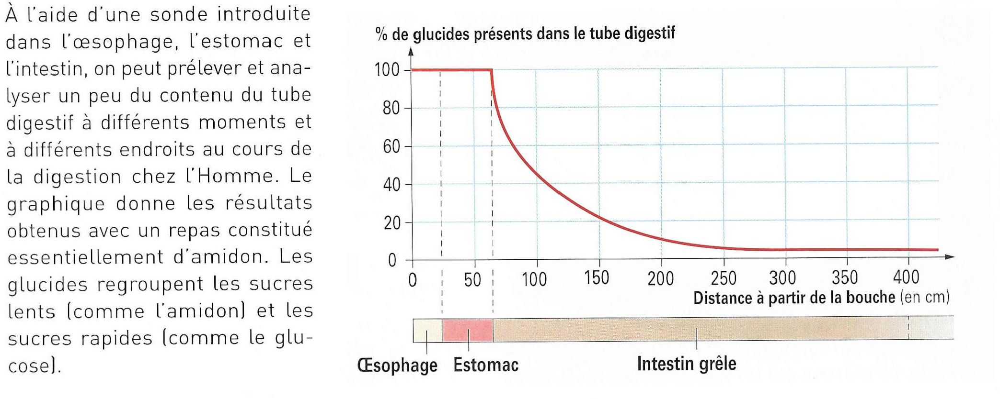 À l'aide d'une sonde introduite
dans l'œsophage, l'estomac et
l'intestin, on peut prélever et ana-
lyser un peu du contenu du tube
digestif à différents moments et
à différents endroits au cours de
la digestion chez l'Homme. Le
graphique donne les résultats
obtenus avec un repas constitué
essentiellement d'amidon. Les
glucides regroupent les sucres
lents (comme l'amidon) et les
sucres rapides (comme le glu-
cose).
% de glucides présents dans le tube digestif
100
80
60
40
20
0
0 50 100 150 200 250 300 350 400
Distance à partir de la bouche (en cm)
Œsophage Estomac Intestin grêle